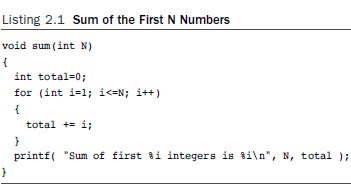 Listing 2.1 Sum of the First N Numbers
void sum(int N)
{
  int total=0;
  for (int i=1; i<=N; i++)
  {
    total += i;
  }
  printf( "Sum of first %i integers is %i\n", N, total );
}